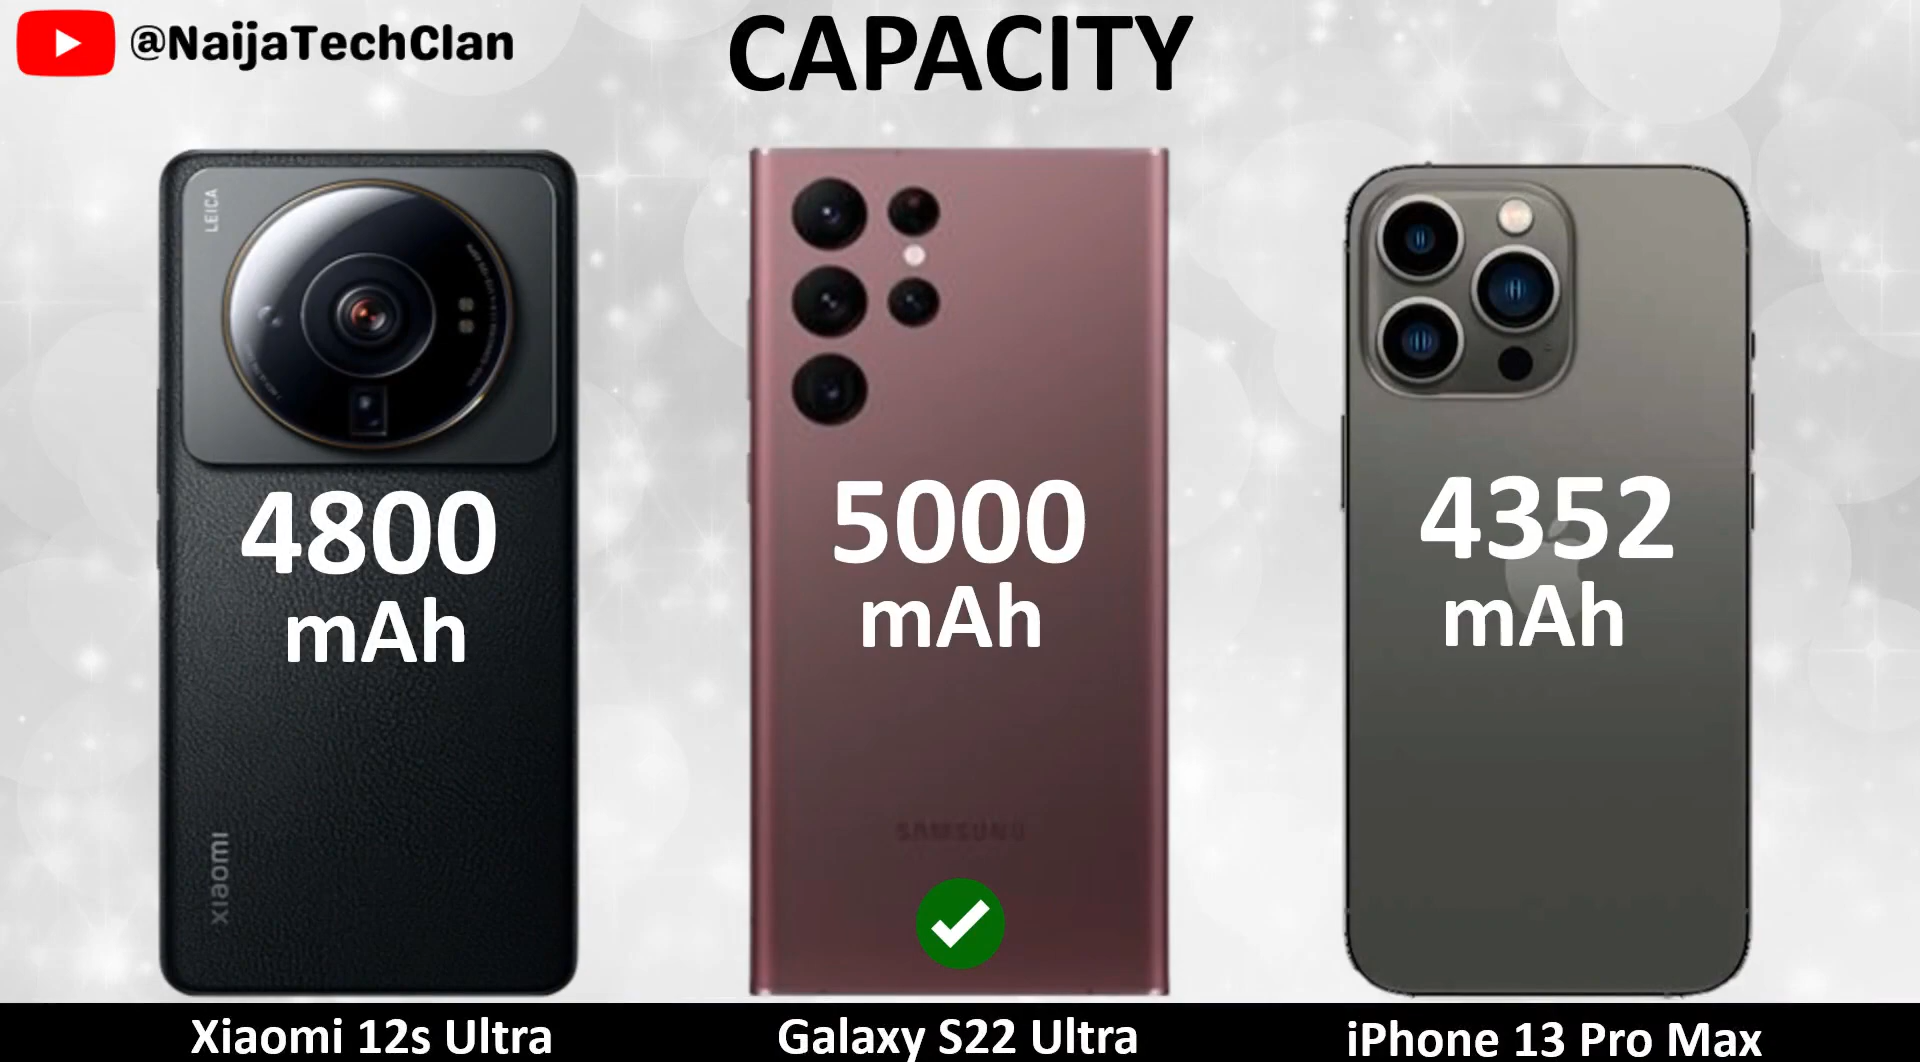 @NaijaTechClan
CAPACITY
LEICA
4800
mAh
xiaomi
5000
mAh
SAMSUNG
4352
mAh
Xiaomi 12s Ultra
Galaxy S22 Ultra
iPhone 13 Pro Max